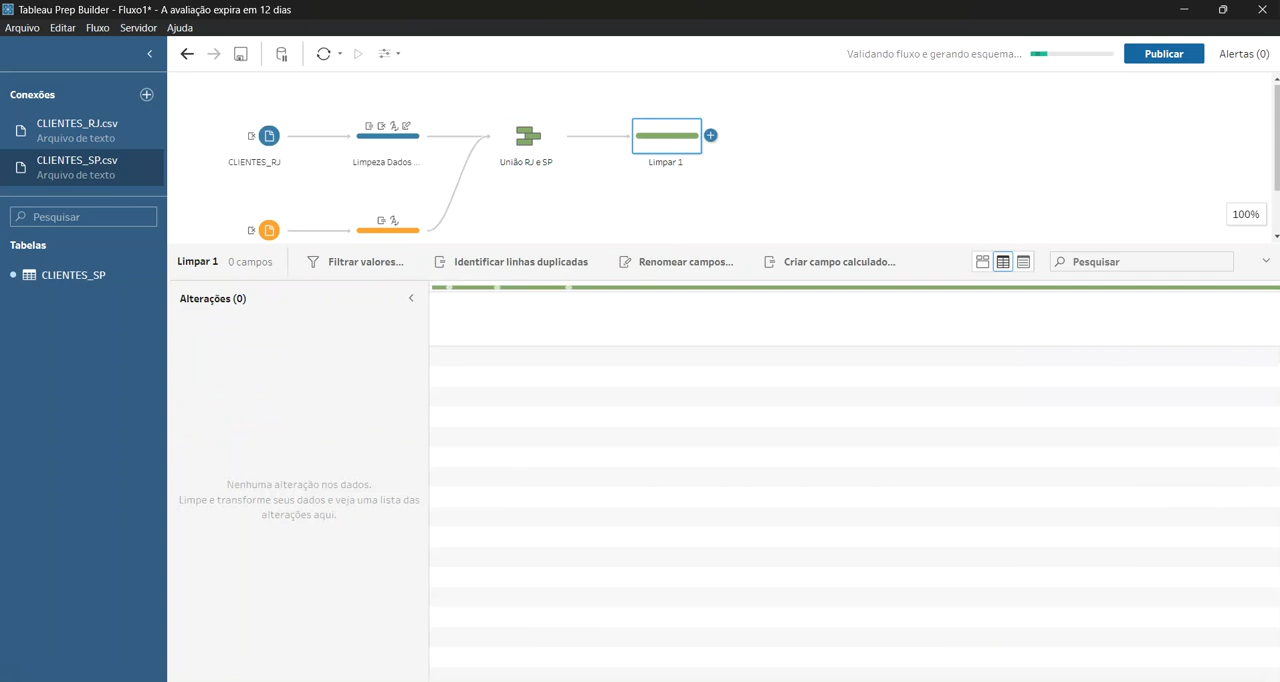 Tableau Prep Builder - Fluxo1* - A avaliação expira em 12 dias
Arquivo Editar Fluxo Servidor Ajuda
Validando fluxo e gerando esquema... Publicar Alertas (0)
Conexões
CLIENTES_RJ.csv
Arquivo de texto
CLIENTES_SP.csv
Arquivo de texto
Pesquisar
Tabelas
CLIENTES_SP
CLIENTES_RJ Limpeza Dados ... União RJ e SP Limpar 1
100%
Limpar 1 0 campos Filtrar valores... Identificar linhas duplicadas Renomear campos... Criar campo calculado... Pesquisar
Alterações (0)
Nenhuma alteração nos dados.
Limpe e transforme seus dados e veja uma lista das
alterações aqui.